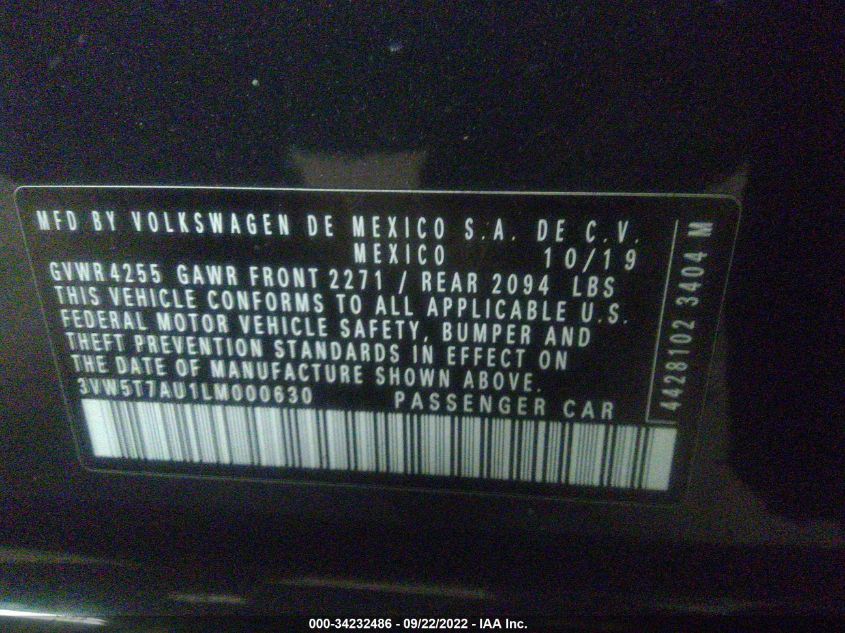 MFD BY VOLKSWAGEN DE MEXICO S.A. DE C.V.
MEXICO 10/19
GVWR 4255 GAWR FRONT 2271 / REAR 2094 LBS
THIS VEHICLE CONFORMS TO ALL APPLICABLE U.S.
FEDERAL MOTOR VEHICLE SAFETY, BUMPER AND
THEFT PREVENTION STANDARDS IN EFFECT ON
THE DATE OF MANUFACTURE SHOWN ABOVE.
3VW5T7AU1LM000630 PASSENGER CAR
4428102 3404 M
000-34232486 - 09/22/2022 - IAA Inc.